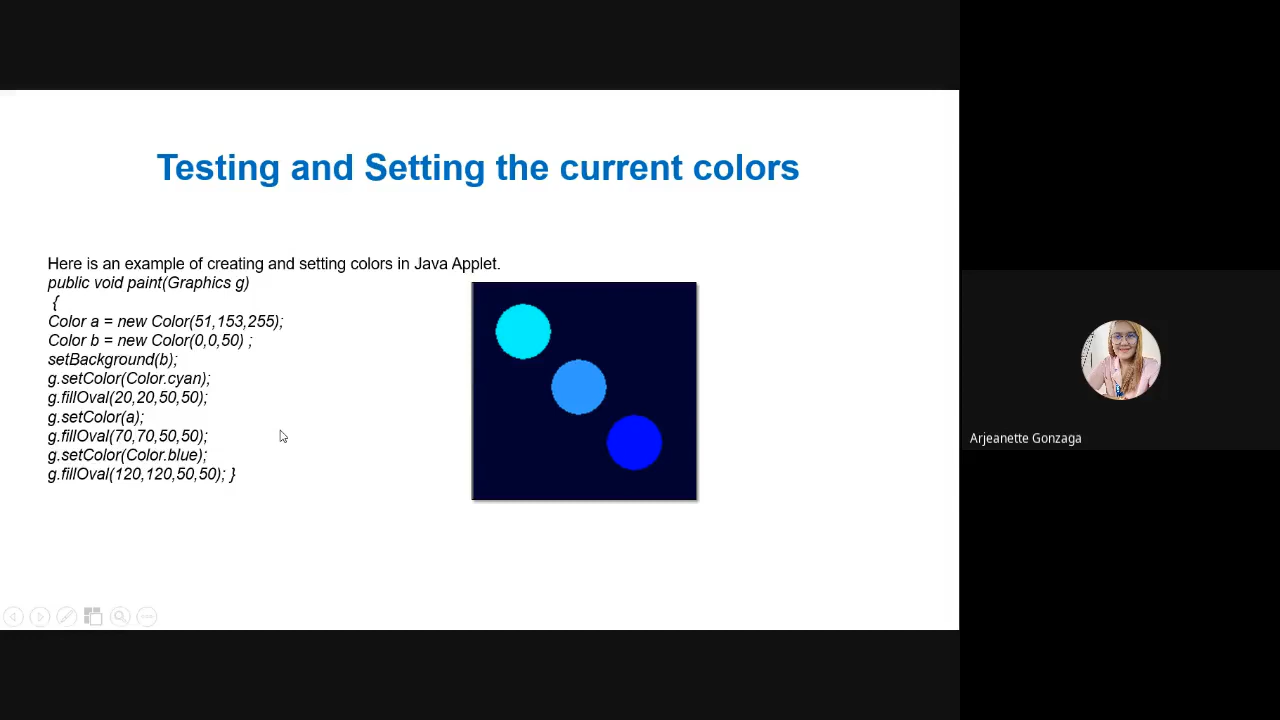 Testing and Setting the current colors
Here is an example of creating and setting colors in Java Applet.
public void paint(Graphics g)
{
Color a = new Color(51,153,255);
Color b = new Color(0,0,50) ;
setBackground(b);
g.setColor(Color.cyan);
g.fillOval(20,20,50,50);
g.setColor(a);
g.fillOval(70,70,50,50);
g.setColor(Color.blue);
g.fillOval(120,120,50,50); }
Arjeanette Gonzaga